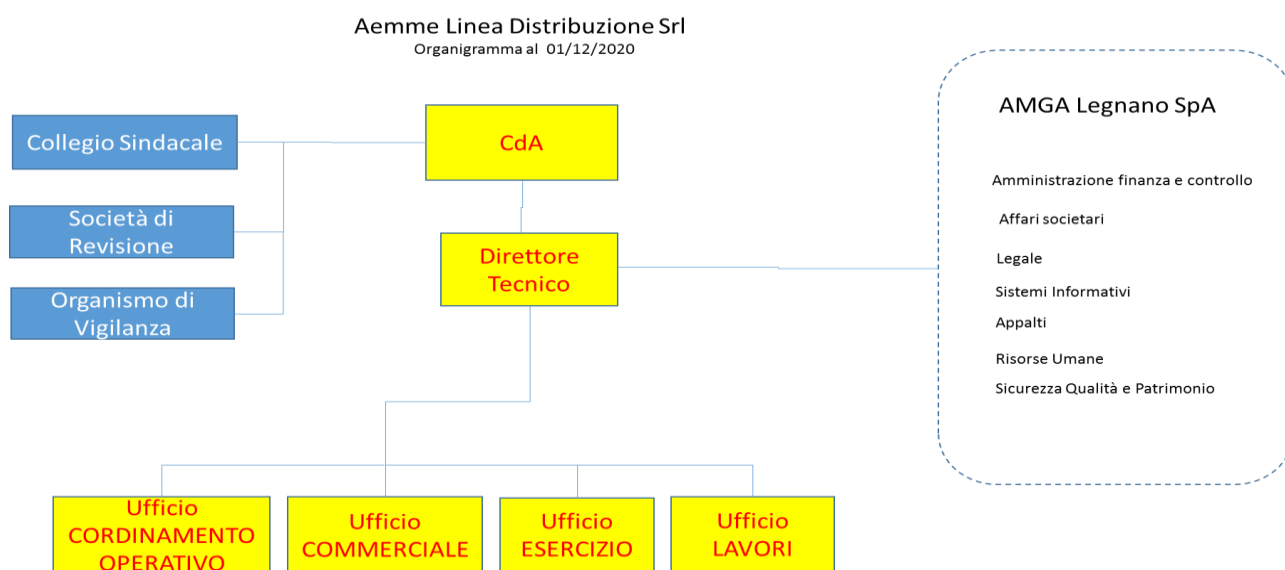 Aemme Linea Distribuzione Srl
Organigramma al 01/12/2020
AMGA Legnano SpA
Collegio Sindacale
CdA
Amministrazione finanza e controllo
Società di
Revisione
Affari societari
Direttore
Tecnico
Legale
Sistemi Informativi
Organismo di
Vigilanza
Appalti
Risorse Umane
Sicurezza Qualità e Patrimonio
Ufficio
CORDINAMENTO
OPERATIVO
Ufficio
COMMERCIALE
Ufficio
ESERCIZIO
Ufficio
LAVORI